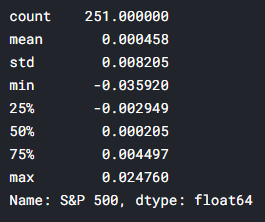 count    251.000000
mean       0.000458
std        0.008205
min       -0.035920
25%       -0.002949
50%        0.000205
75%        0.004497
max        0.024760
Name: S&P 500, dtype: float64